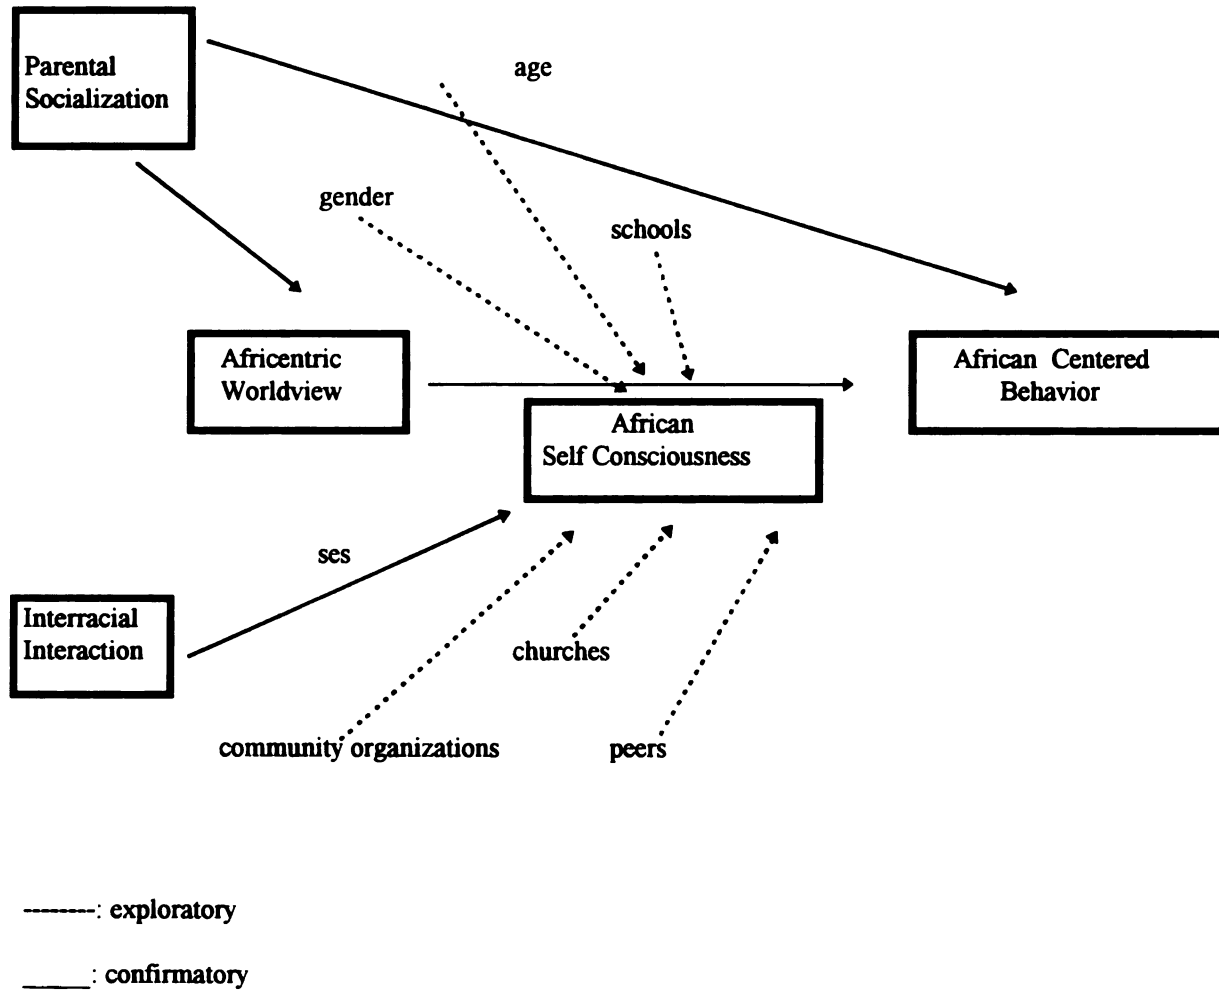 Parental
Socialization
age
gender
schools
Africentric
Worldview
African Centered
Behavior
African
Self Consciousness
ses
Interracial
Interaction
churches
community organizations
peers
--------: exploratory
_____: confirmatory